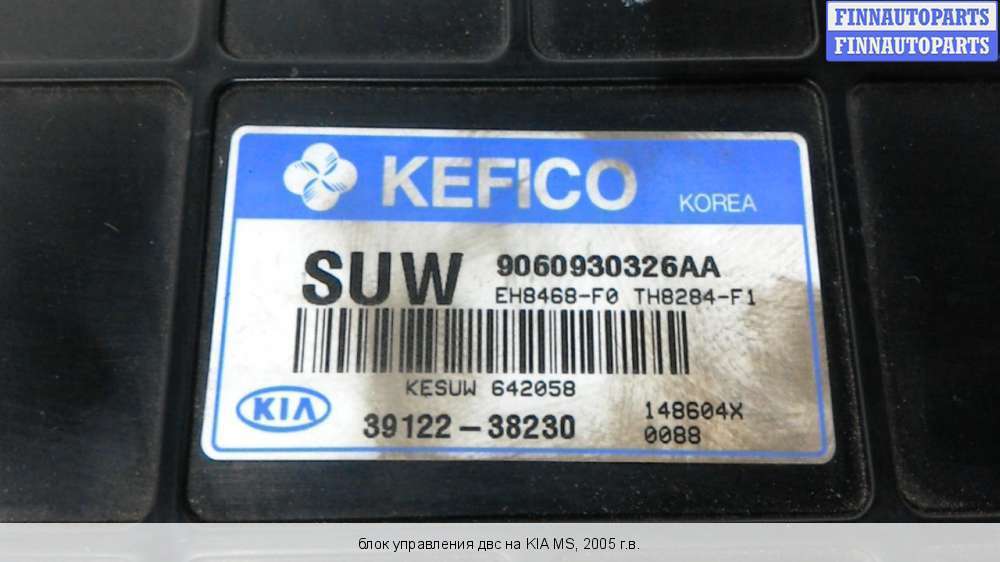 FINNAUTOPARTS
FINNAUTOPARTS
KEFICO KOREA
SUW 9060930326AA
EH8468-F0 TH8284-F1
KESUW 642058
KIA 39122-38230 148604X
0088
блок управления двс на KIA MS, 2005 г.в.